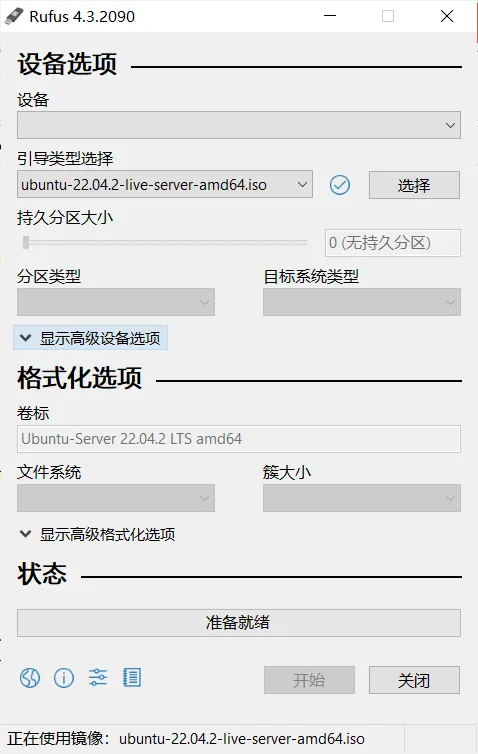 Rufus 4.3.2090
设备选项
设备
引导类型选择
ubuntu-22.04.2-live-server-amd64.iso
选择
持久分区大小
0 (无持久分区)
分区类型
目标系统类型
显示高级设备选项
格式化选项
卷标
Ubuntu-Server 22.04.2 LTS amd64
文件系统
簇大小
显示高级格式化选项
状态
准备就绪
开始
关闭
正在使用镜像：ubuntu-22.04.2-live-server-amd64.iso